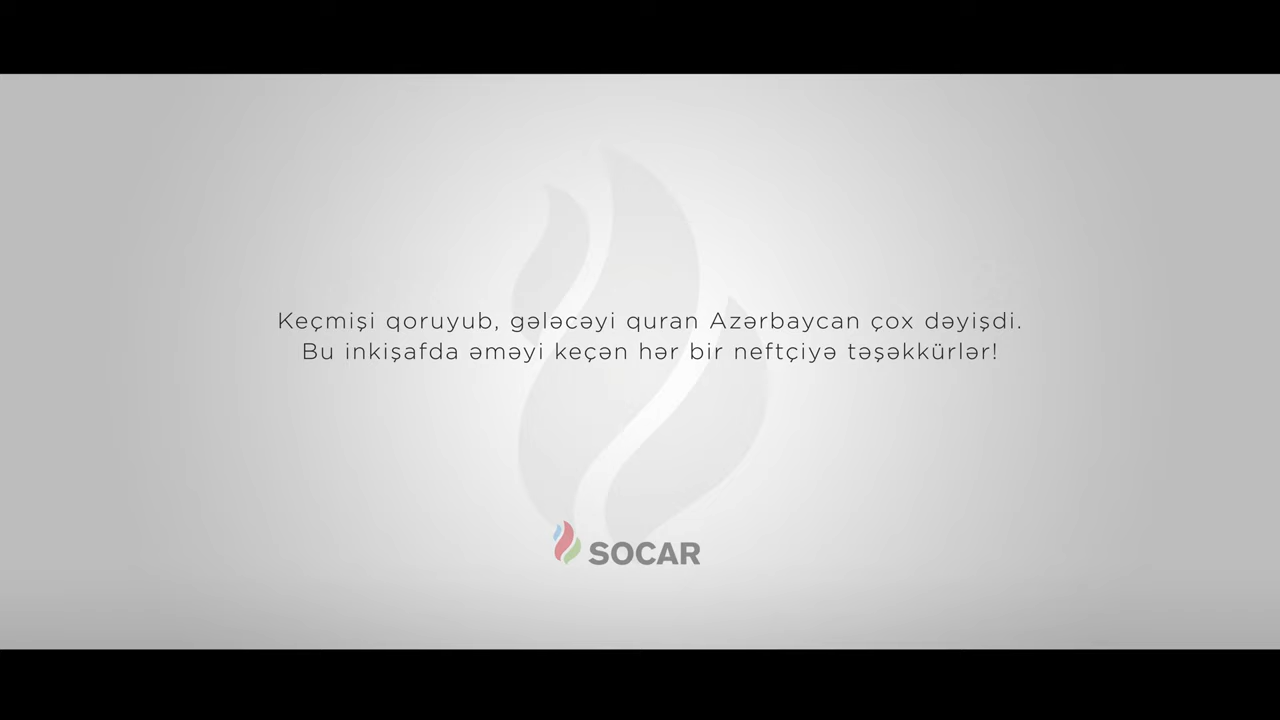 Keçmişi qoruyub, gələcəyi quran Azərbaycan çox dəyişdi.
Bu inkişafda əməyi keçən hər bir neftçiyə təşəkkürlər!
SOCAR